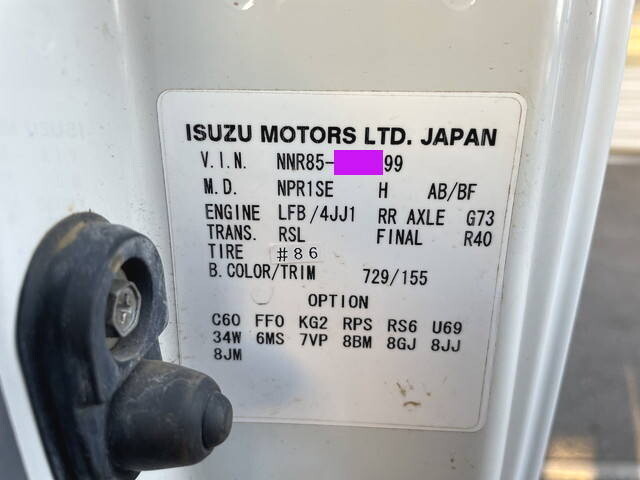 ISUZU MOTORS LTD. JAPAN
V.I.N. NNR85-99
M.D. NPR1SE H AB/BF
ENGINE LFB/4JJ1 RR AXLE G73
TRANS. RSL FINAL R40
TIRE #86
B.COLOR/TRIM 729/155
OPTION
C60 FF0 KG2 RPS RS6 U69
34W 6MS 7VP 8BM 8GJ 8JJ
8JM